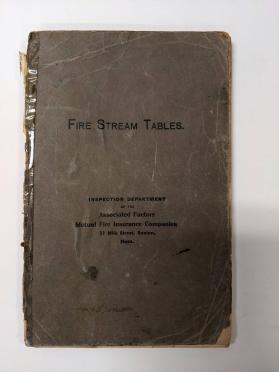 FIRE STREAM TABLES.
INSPECTION DEPARTMENT
OF THE
Associated Factory
Mutual Fire Insurance Companies
31 Milk Street, Boston,
Mass.